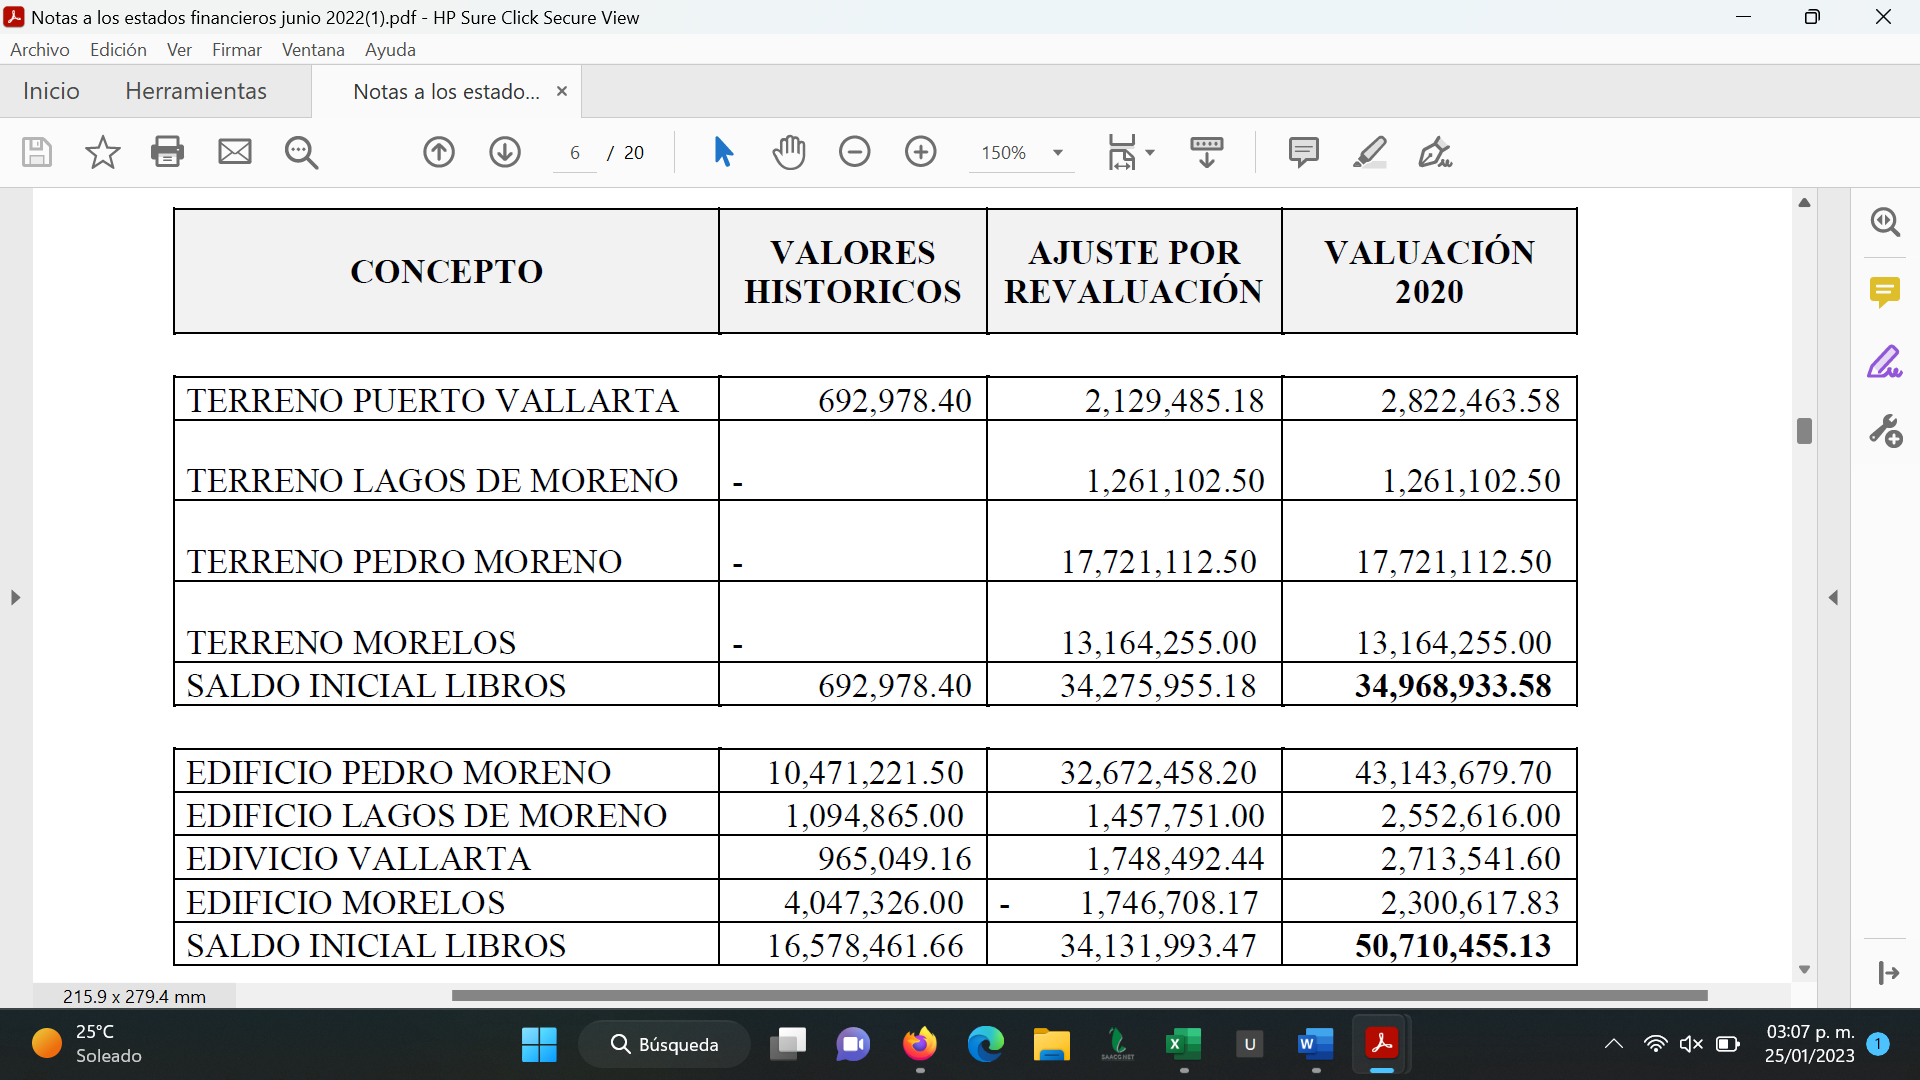 Notas a los estados financieros junio 2022(1).pdf - HP Sure Click Secure View
Archivo Edición Ver Firmar Ventana Ayuda
Inicio Herramientas Notas a los estado... ×
6 / 20 150%
CONCEPTO VALORES HISTORICOS AJUSTE POR REVALUACIÓN VALUACIÓN 2020
TERRENO PUERTO VALLARTA 692,978.40 2,129,485.18 2,822,463.58
TERRENO LAGOS DE MORENO - 1,261,102.50 1,261,102.50
TERRENO PEDRO MORENO - 17,721,112.50 17,721,112.50
TERRENO MORELOS - 13,164,255.00 13,164,255.00
SALDO INICIAL LIBROS 692,978.40 34,275,955.18 34,968,933.58
EDIFICIO PEDRO MORENO 10,471,221.50 32,672,458.20 43,143,679.70
EDIFICIO LAGOS DE MORENO 1,094,865.00 1,457,751.00 2,552,616.00
EDIVICIO VALLARTA 965,049.16 1,748,492.44 2,713,541.60
EDIFICIO MORELOS 4,047,326.00 - 1,746,708.17 2,300,617.83
SALDO INICIAL LIBROS 16,578,461.66 34,131,993.47 50,710,455.13
215.9 x 279.4 mm
25°C
Soleado
Búsqueda
SAACG.NET
X
U
W
03:07 p. m.
25/01/2023
1